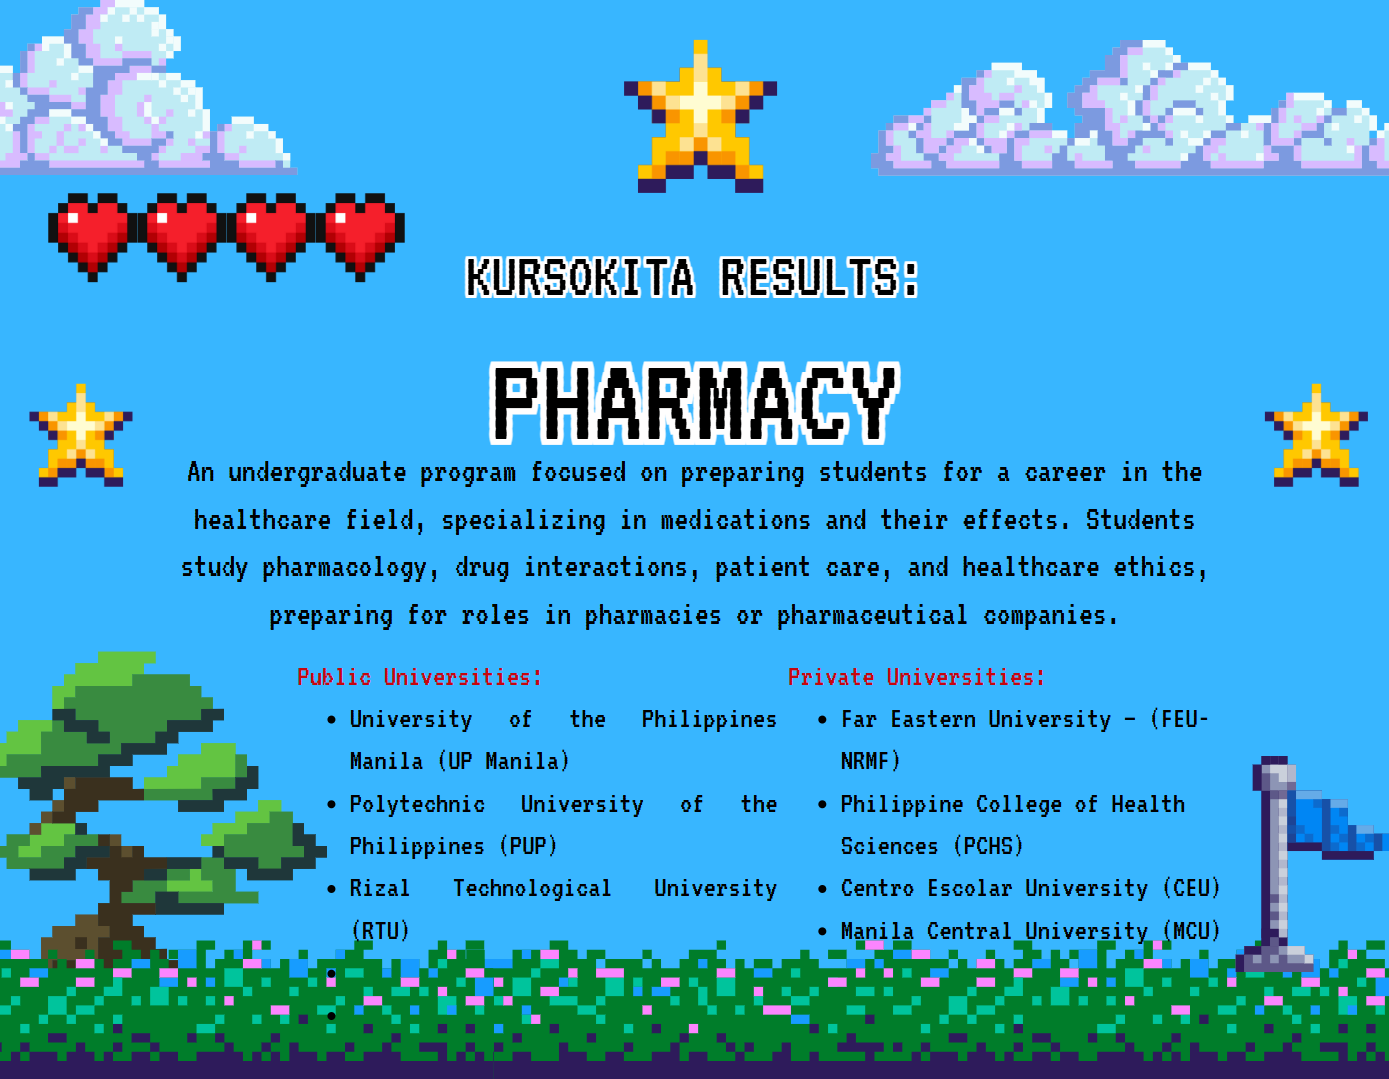 KURSOKITA RESULTS:
PHARMACY
An undergraduate program focused on preparing students for a career in the
healthcare field, specializing in medications and their effects. Students
study pharmacology, drug interactions, patient care, and healthcare ethics,
preparing for roles in pharmacies or pharmaceutical companies.
Public Universities:
• University of the Philippines
Manila (UP Manila)
• Polytechnic University of the
Philippines (PUP)
• Rizal Technological University
(RTU)
•
•
Private Universities:
• Far Eastern University – (FEU-
NRMF)
• Philippine College of Health
Sciences (PCHS)
• Centro Escolar University (CEU)
• Manila Central University (MCU)